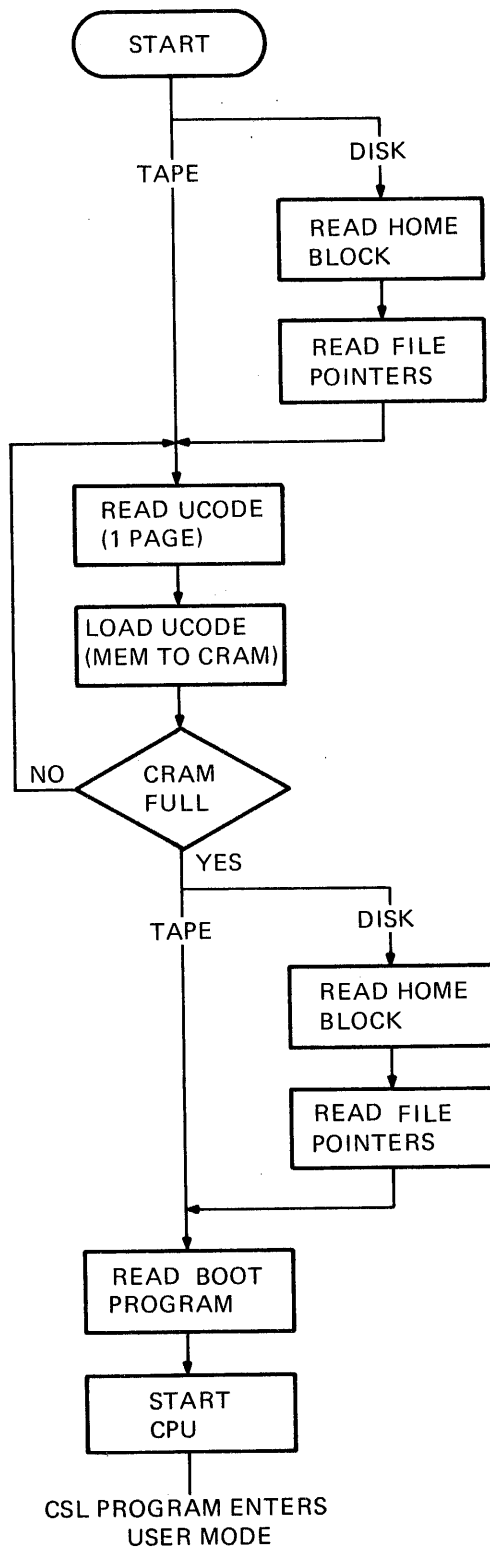 START
DISK
TAPE
READ HOME
BLOCK
READ FILE
POINTERS
READ UCODE
(1 PAGE)
LOAD UCODE
(MEM TO CRAM)
NO
CRAM
FULL
YES
DISK
TAPE
READ HOME
BLOCK
READ FILE
POINTERS
READ BOOT
PROGRAM
START
CPU
CSL PROGRAM ENTERS
USER MODE